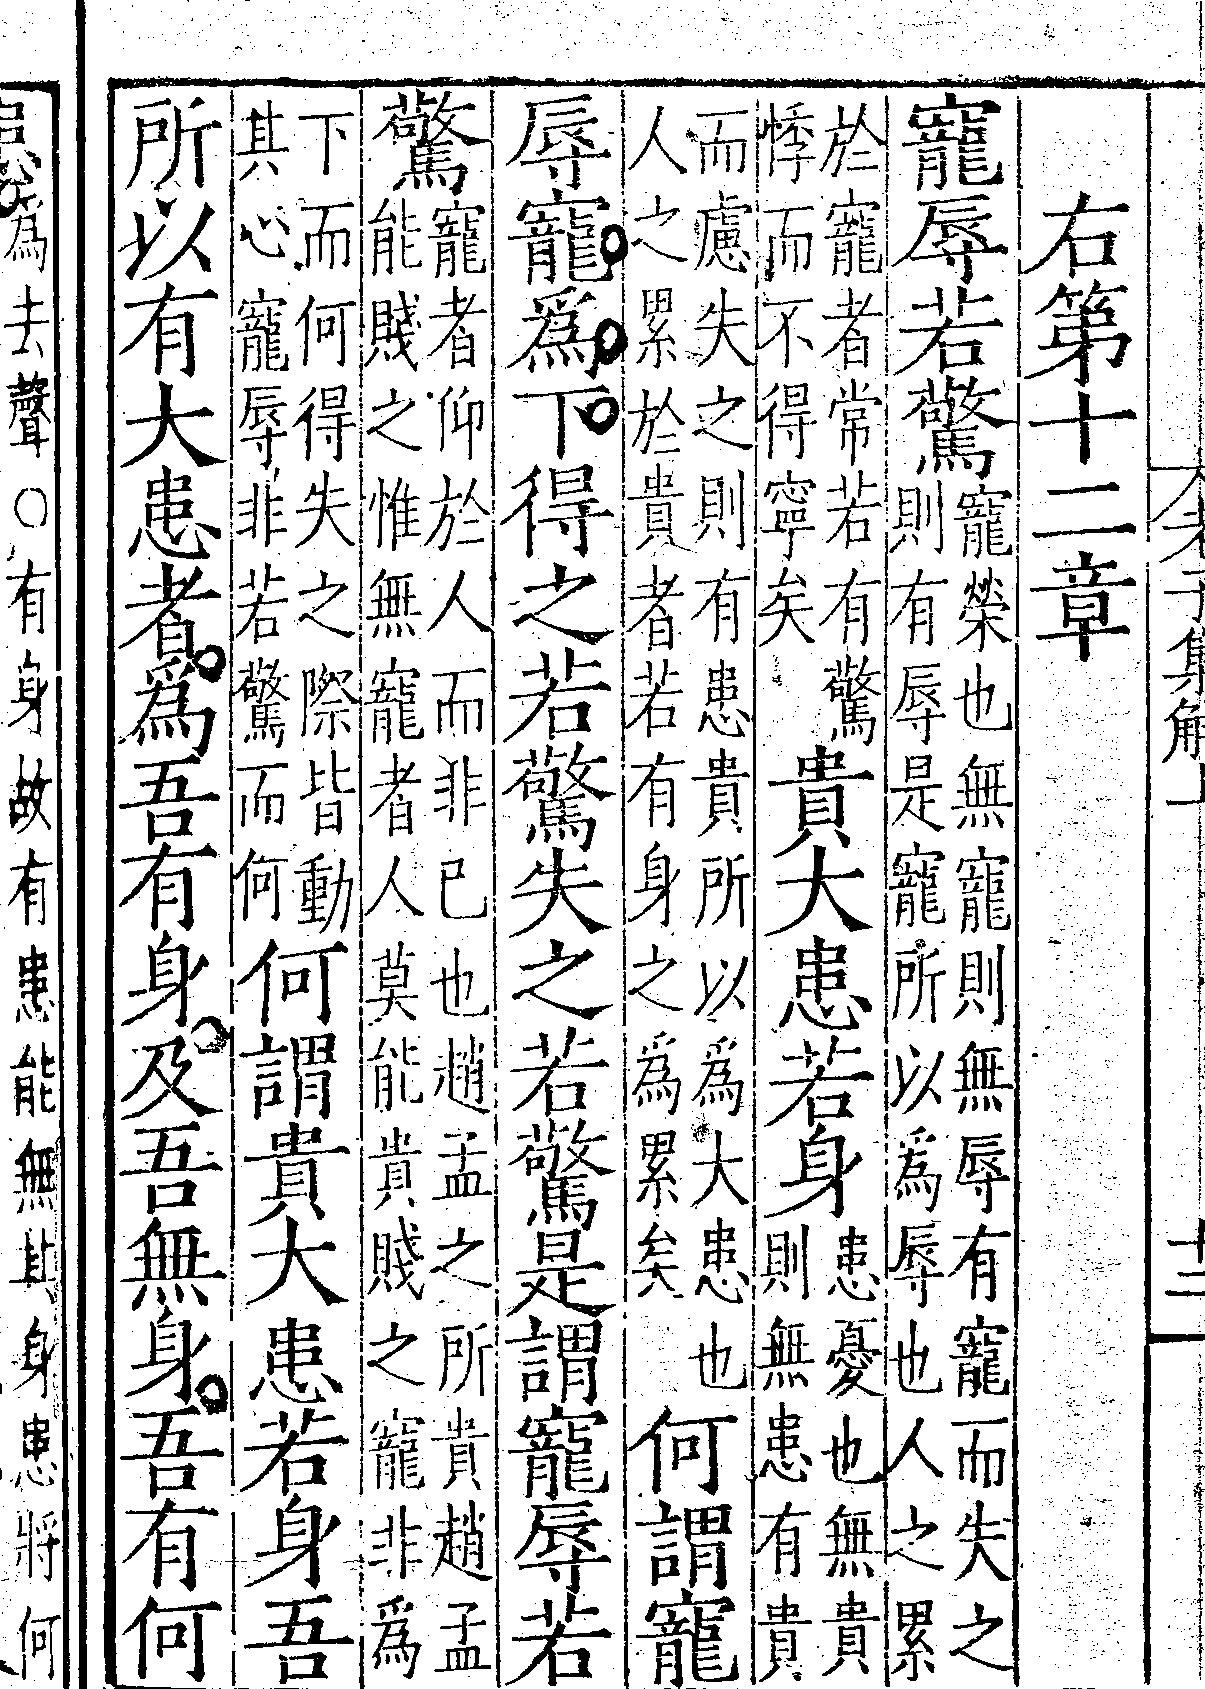 子集解
十二
右第十二章
寵辱若驚寵榮也無寵則無辱有寵而失之
則有辱是寵所以爲辱也人之累
於寵者常若有驚
悸而不得寧矣
貴大患若身患憂也無貴
則無患有貴
而慮失之則有患貴所以爲大患也
人之累於貴者若有身之爲累矣
何謂寵
辱寵爲下得之若驚失之若驚是謂寵辱若
驚寵者仰於人而非已也趙孟之所貴趙孟
能賤之惟無寵者人莫能貴賤之寵非爲
下而何得失之際皆動
其心寵辱非若驚而何
何謂貴大患若身吾
所以有大患者爲吾有身及吾無身吾有何
患爲去聲○有身故有患能無其身患將何